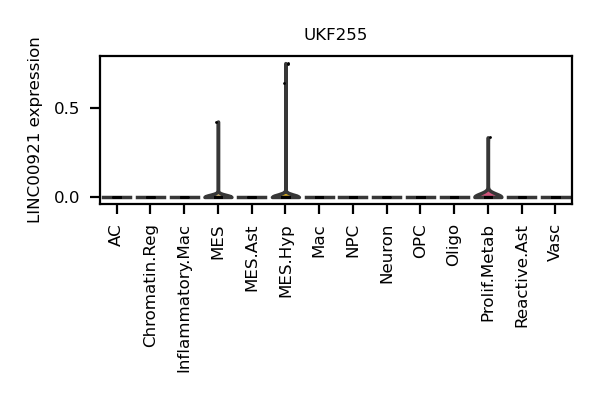 UKF255
LINC00921 expression
0.5
0.0
AC
Chromatin.Reg
Inflammatory.Mac
MES
MES.Ast
MES.Hyp
Mac
NPC
Neuron
OPC
Oligo
Prolif.Metab
Reactive.Ast
Vasc